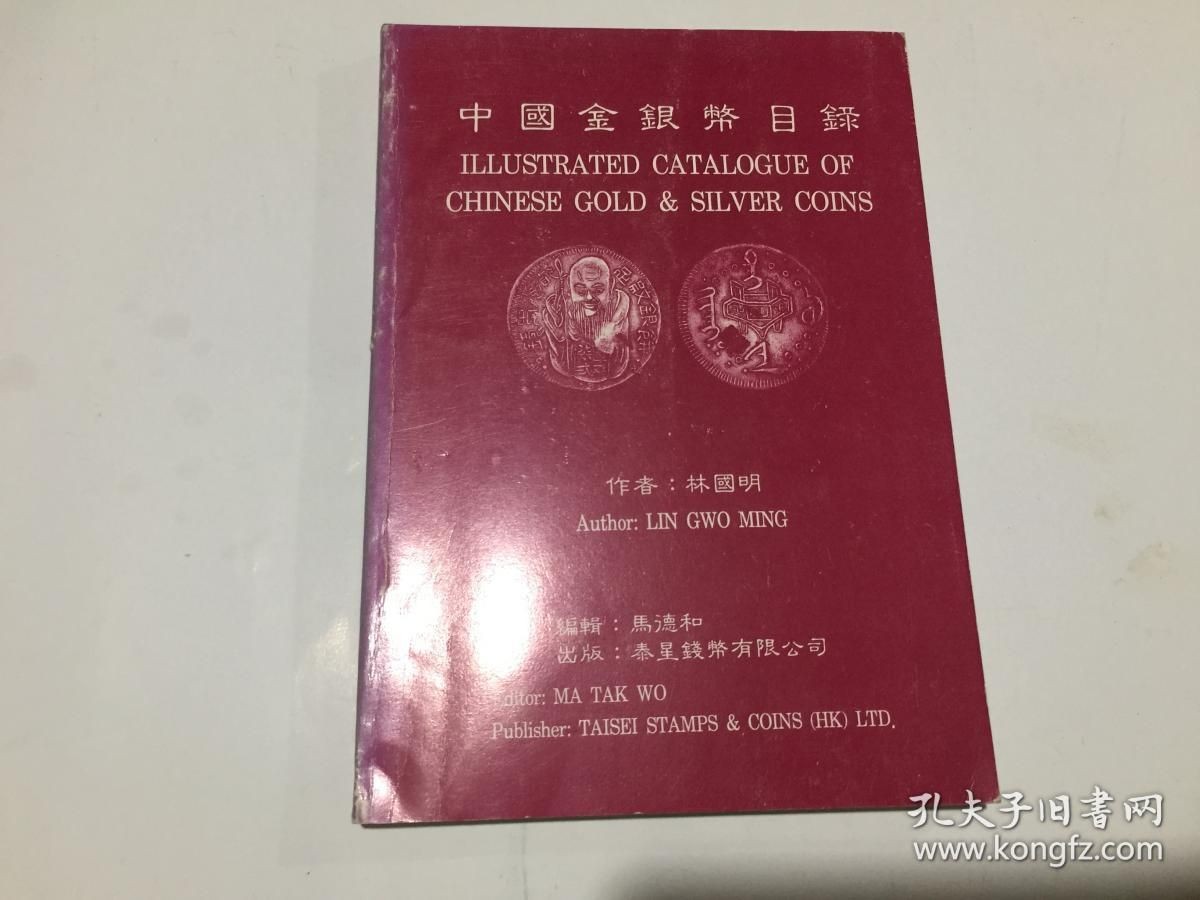 中國金銀幣目錄
ILLUSTRATED CATALOGUE OF
CHINESE GOLD & SILVER COINS
作者：林國明
Author: LIN GWO MING
編輯：馬德和
出版：泰星錢幣有限公司
Editor: MA TAK WO
Publisher: TAISEI STAMPS & COINS (HK) LTD.
孔夫子旧书网
www.kongfz.com